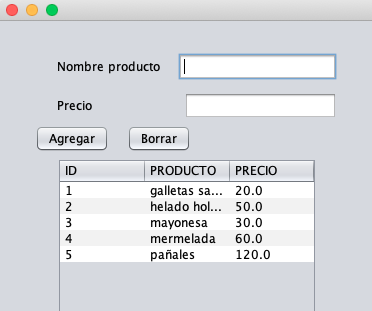 Nombre producto
Precio
Agregar Borrar
ID PRODUCTO PRECIO
1 galletas sa... 20.0
2 helado hol... 50.0
3 mayonesa 30.0
4 mermelada 60.0
5 pañales 120.0